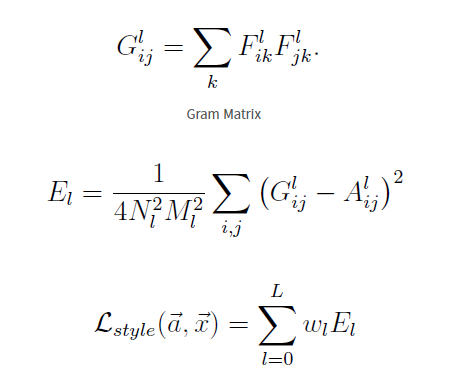 G^l_{ij} = \sum_k F^l_{ik} F^l_{jk}.
Gram Matrix
E_l = \frac{1}{4N_l^2 M_l^2} \sum_{i,j} (G^l_{ij} - A^l_{ij})^2
\mathcal{L}_{style}(\vec{a}, \vec{x}) = \sum_{l=0}^{L} w_l E_l